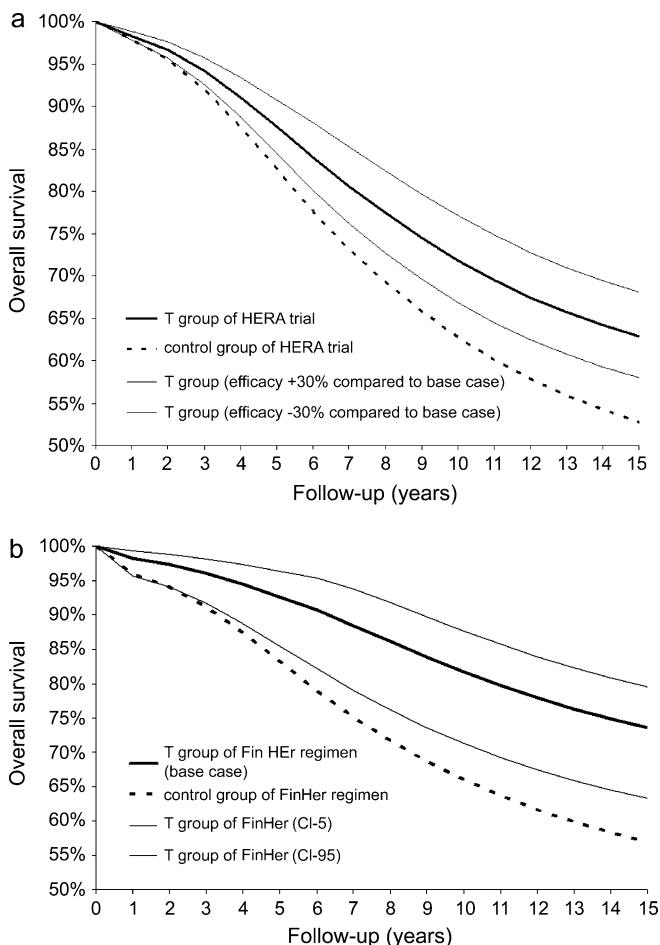 a
100%
95%
90%
85%
80%
75%
70%
65%
60%
55%
50%
Overall survival
T group of HERA trial
control group of HERA trial
T group (efficacy +30% compared to base case)
T group (efficacy -30% compared to base case)
0 1 2 3 4 5 6 7 8 9 10 11 12 13 14 15
Follow-up (years)
b
100%
95%
90%
85%
80%
75%
70%
65%
60%
55%
50%
Overall survival
T group of Fin HEr regimen
(base case)
control group of FinHer regimen
T group of FinHer (CI-5)
T group of FinHer (CI-95)
0 1 2 3 4 5 6 7 8 9 10 11 12 13 14 15
Follow-up (years)